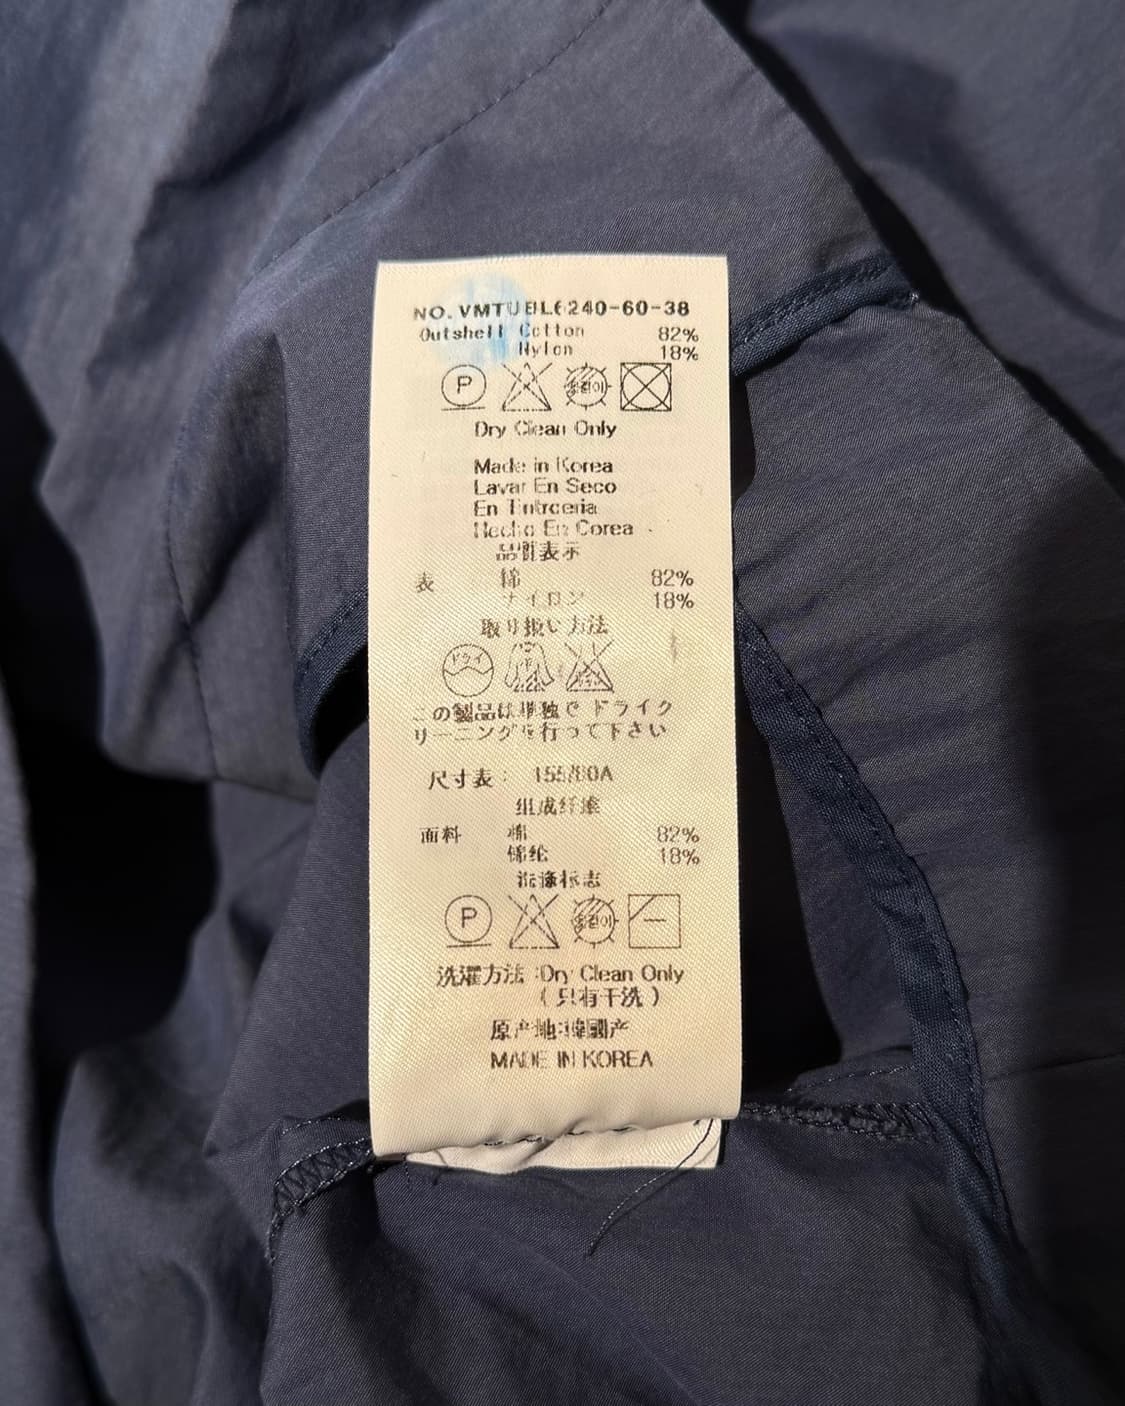 NO. VMTUBL6240-60-38
Outshell Cotton 82%
Nylon 18%
P
Dry Clean Only
Made in Korea
Lavar En Seco
En Tintroeria
Hecho En Corea
品質表示
表 綿 82%
ナイロン 18%
取り扱い方法
ドライ
この製品は単独でドライク
リーニングを行って下さい
尺寸表: 155/80A
组成纤维
面料 棉 82%
锦纶 18%
洗涤标志
P
洗濯方法:Dry Clean Only
(只有干洗)
原产地:韓國产
MADE IN KOREA